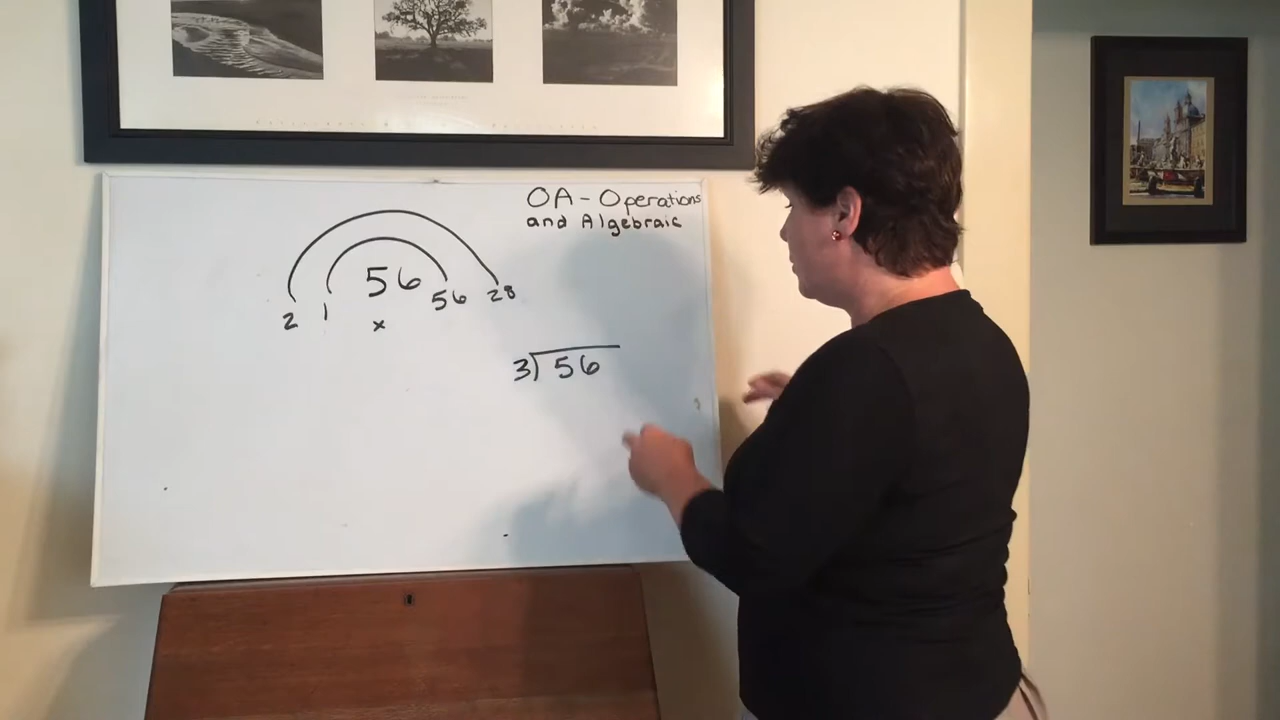 OA - Operations
and Algebraic
56
2 1 x 56 28
3) 56